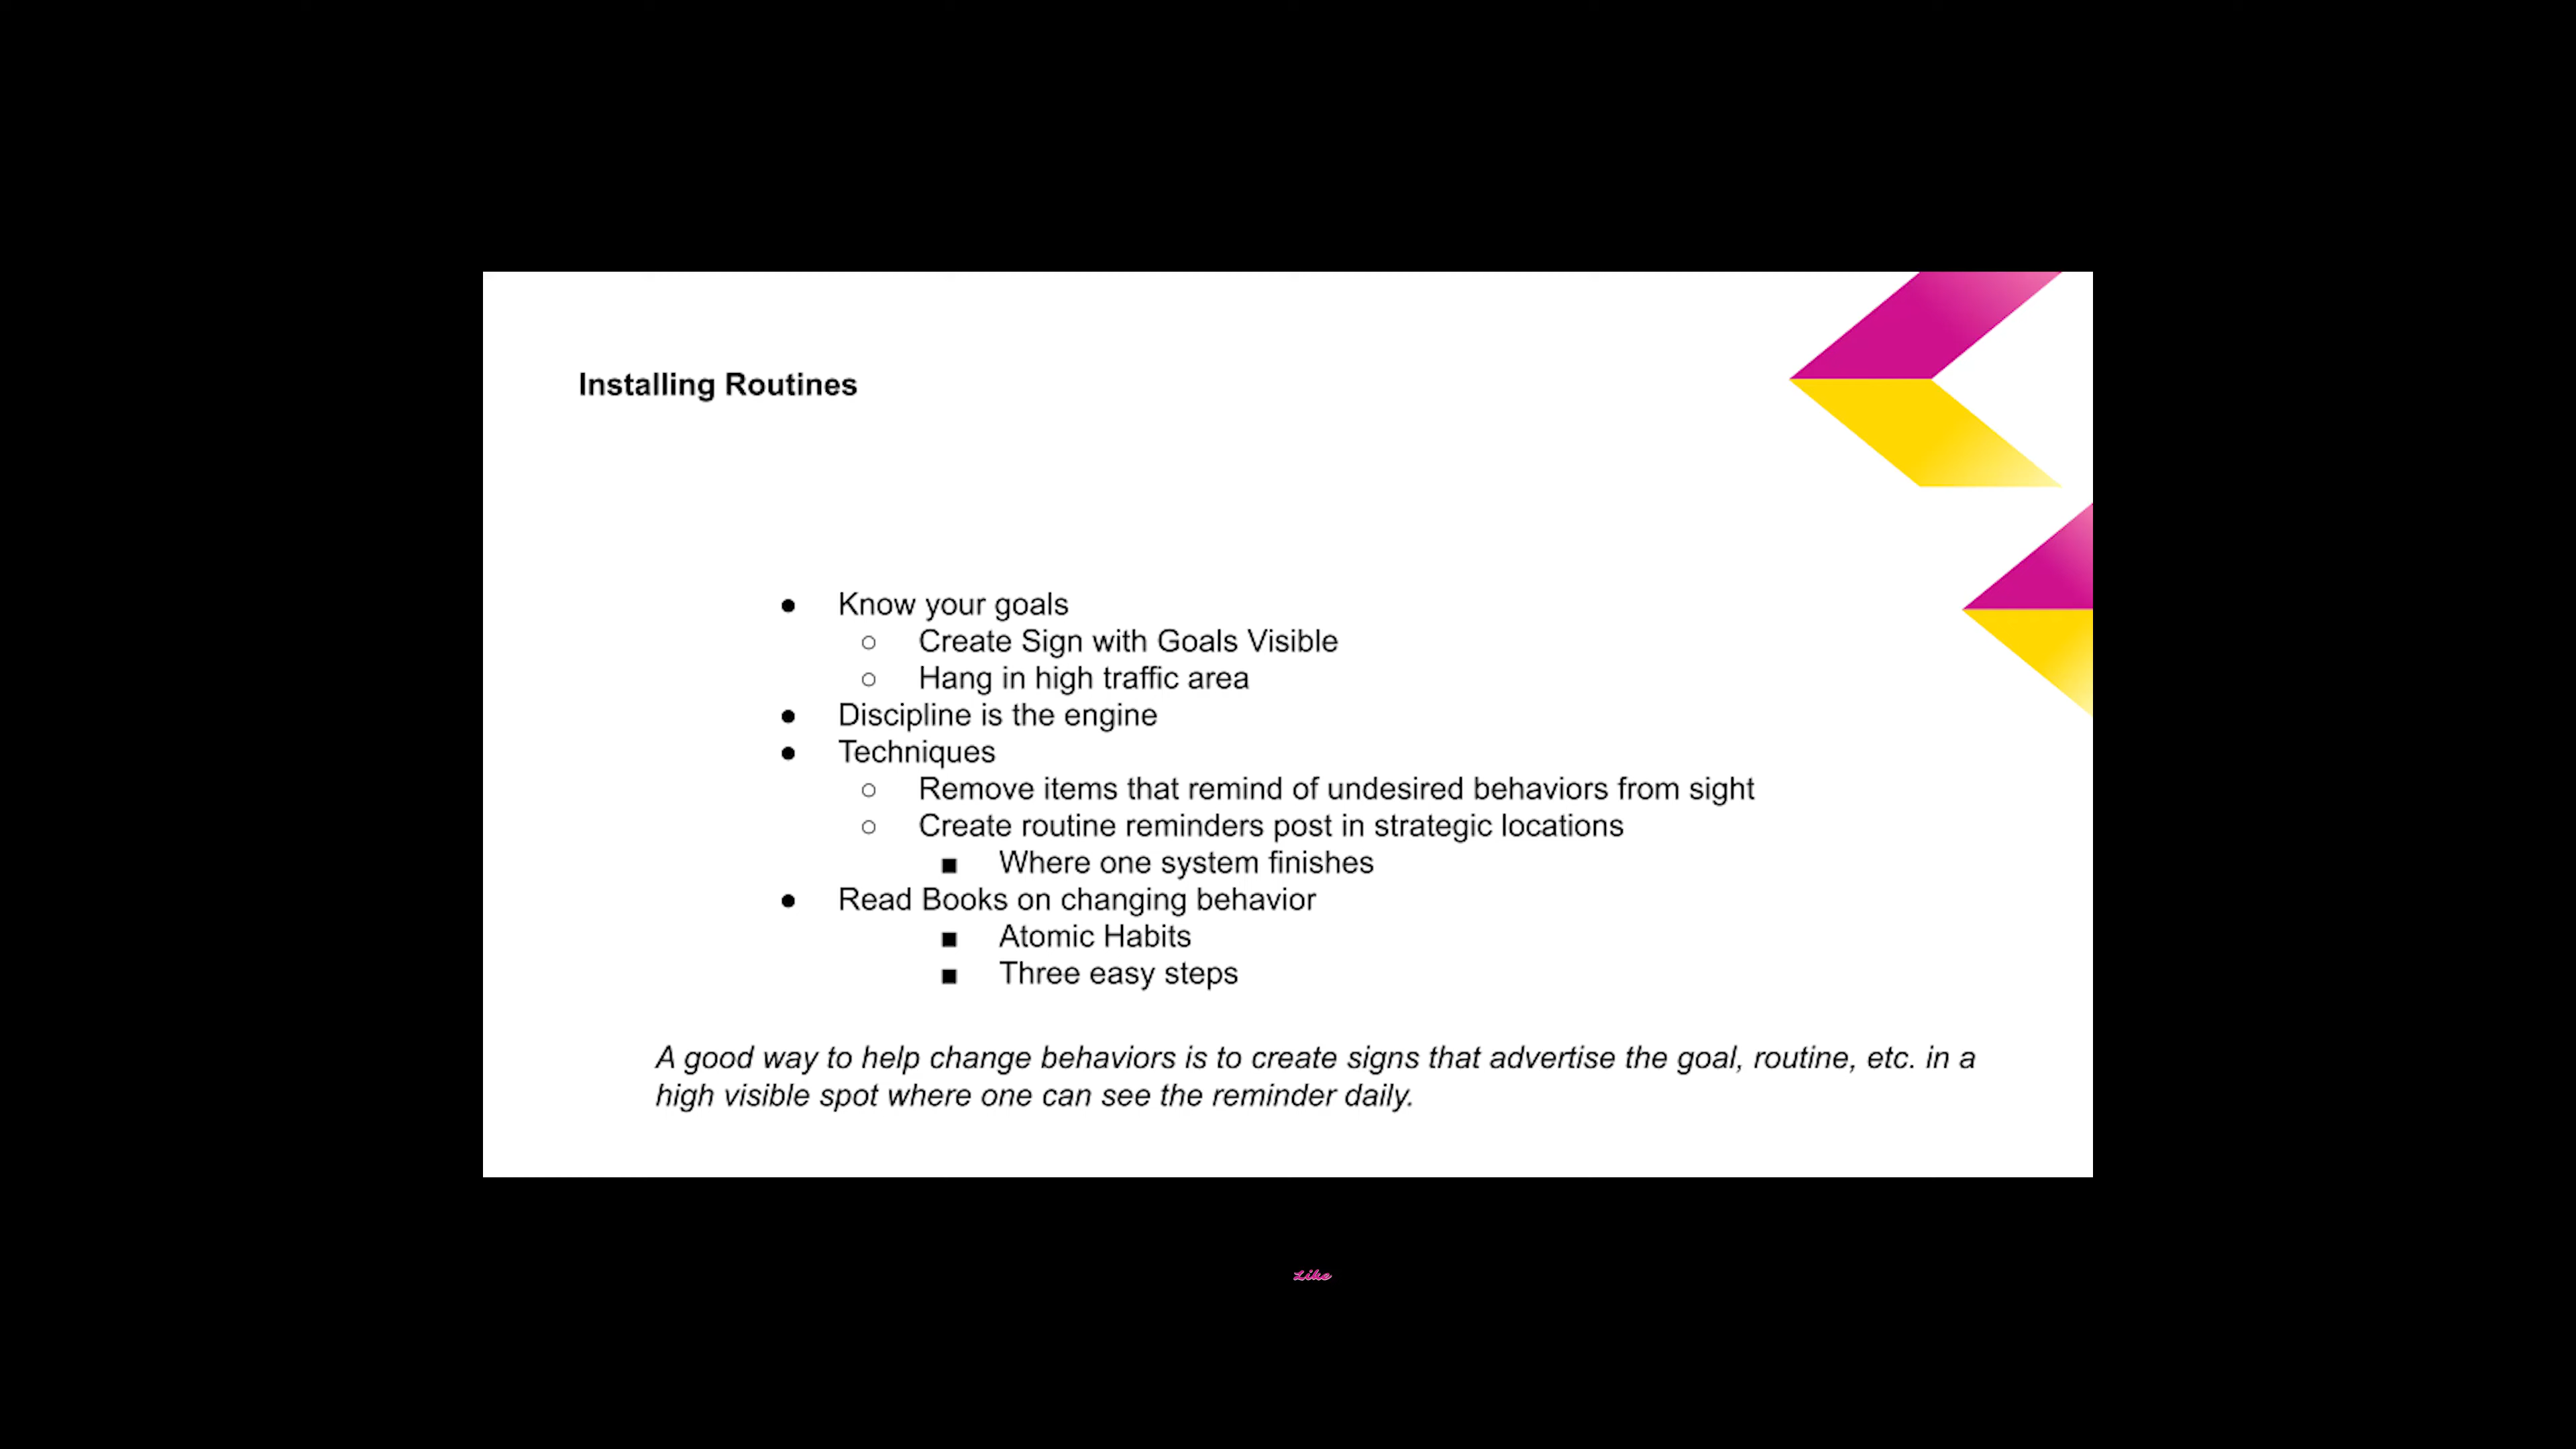 Installing Routines
● Know your goals
○ Create Sign with Goals Visible
○ Hang in high traffic area
● Discipline is the engine
● Techniques
○ Remove items that remind of undesired behaviors from sight
○ Create routine reminders post in strategic locations
■ Where one system finishes
● Read Books on changing behavior
■ Atomic Habits
■ Three easy steps
A good way to help change behaviors is to create signs that advertise the goal, routine, etc. in a
high visible spot where one can see the reminder daily.
Like